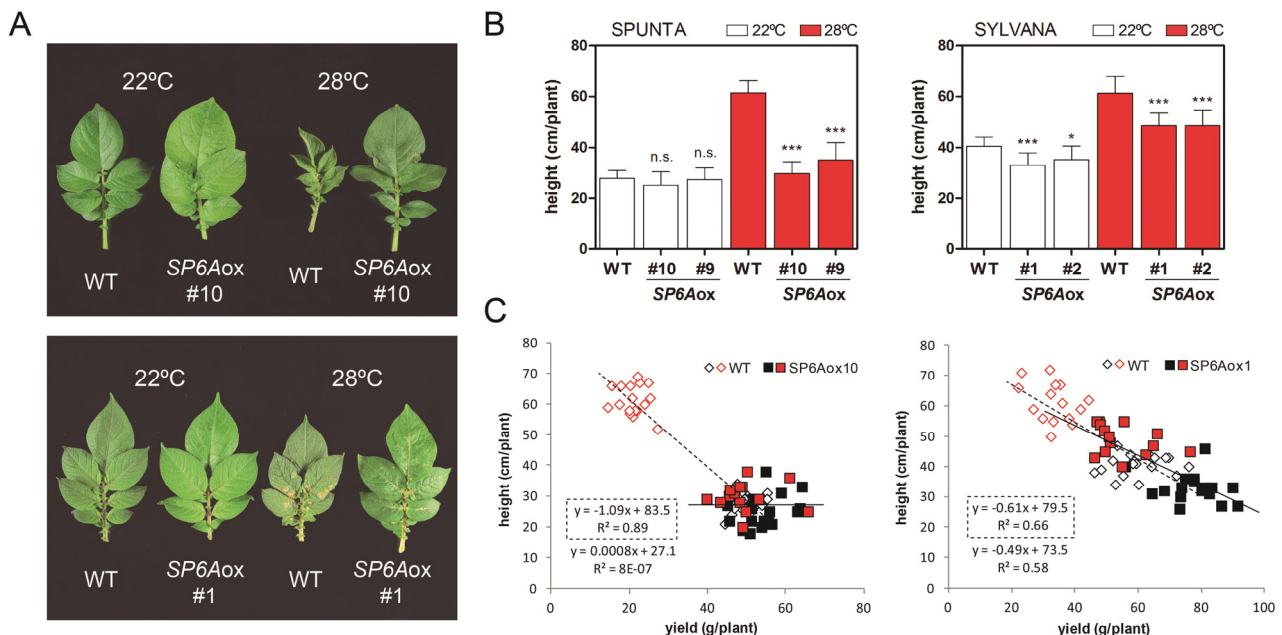 A
22ºC 28ºC
WT SP6Aox #10 WT SP6Aox #10
22ºC 28ºC
WT SP6Aox #1 WT SP6Aox #1
B
SPUNTA 22ºC 28ºC
height (cm/plant)
80
60
40
20
0
n.s. n.s. *** ***
WT #10 #9 WT #10 #9
SP6Aox SP6Aox
SYLVANA 22ºC 28ºC
height (cm/plant)
80
60
40
20
0
*** * *** ***
WT #1 #2 WT #1 #2
SP6Aox SP6Aox
C
height (cm/plant)
80
70
60
50
40
30
20
10
0
WT SP6Aox10
y = -1.09x + 83.5
R² = 0.89
y = 0.0008x + 27.1
R² = 8E-07
0 20 40 60 80
yield (g/plant)
height (cm/plant)
80
70
60
50
40
30
20
10
0
WT SP6Aox1
y = -0.61x + 79.5
R² = 0.66
y = -0.49x + 73.5
R² = 0.58
0 20 40 60 80 100
yield (g/plant)